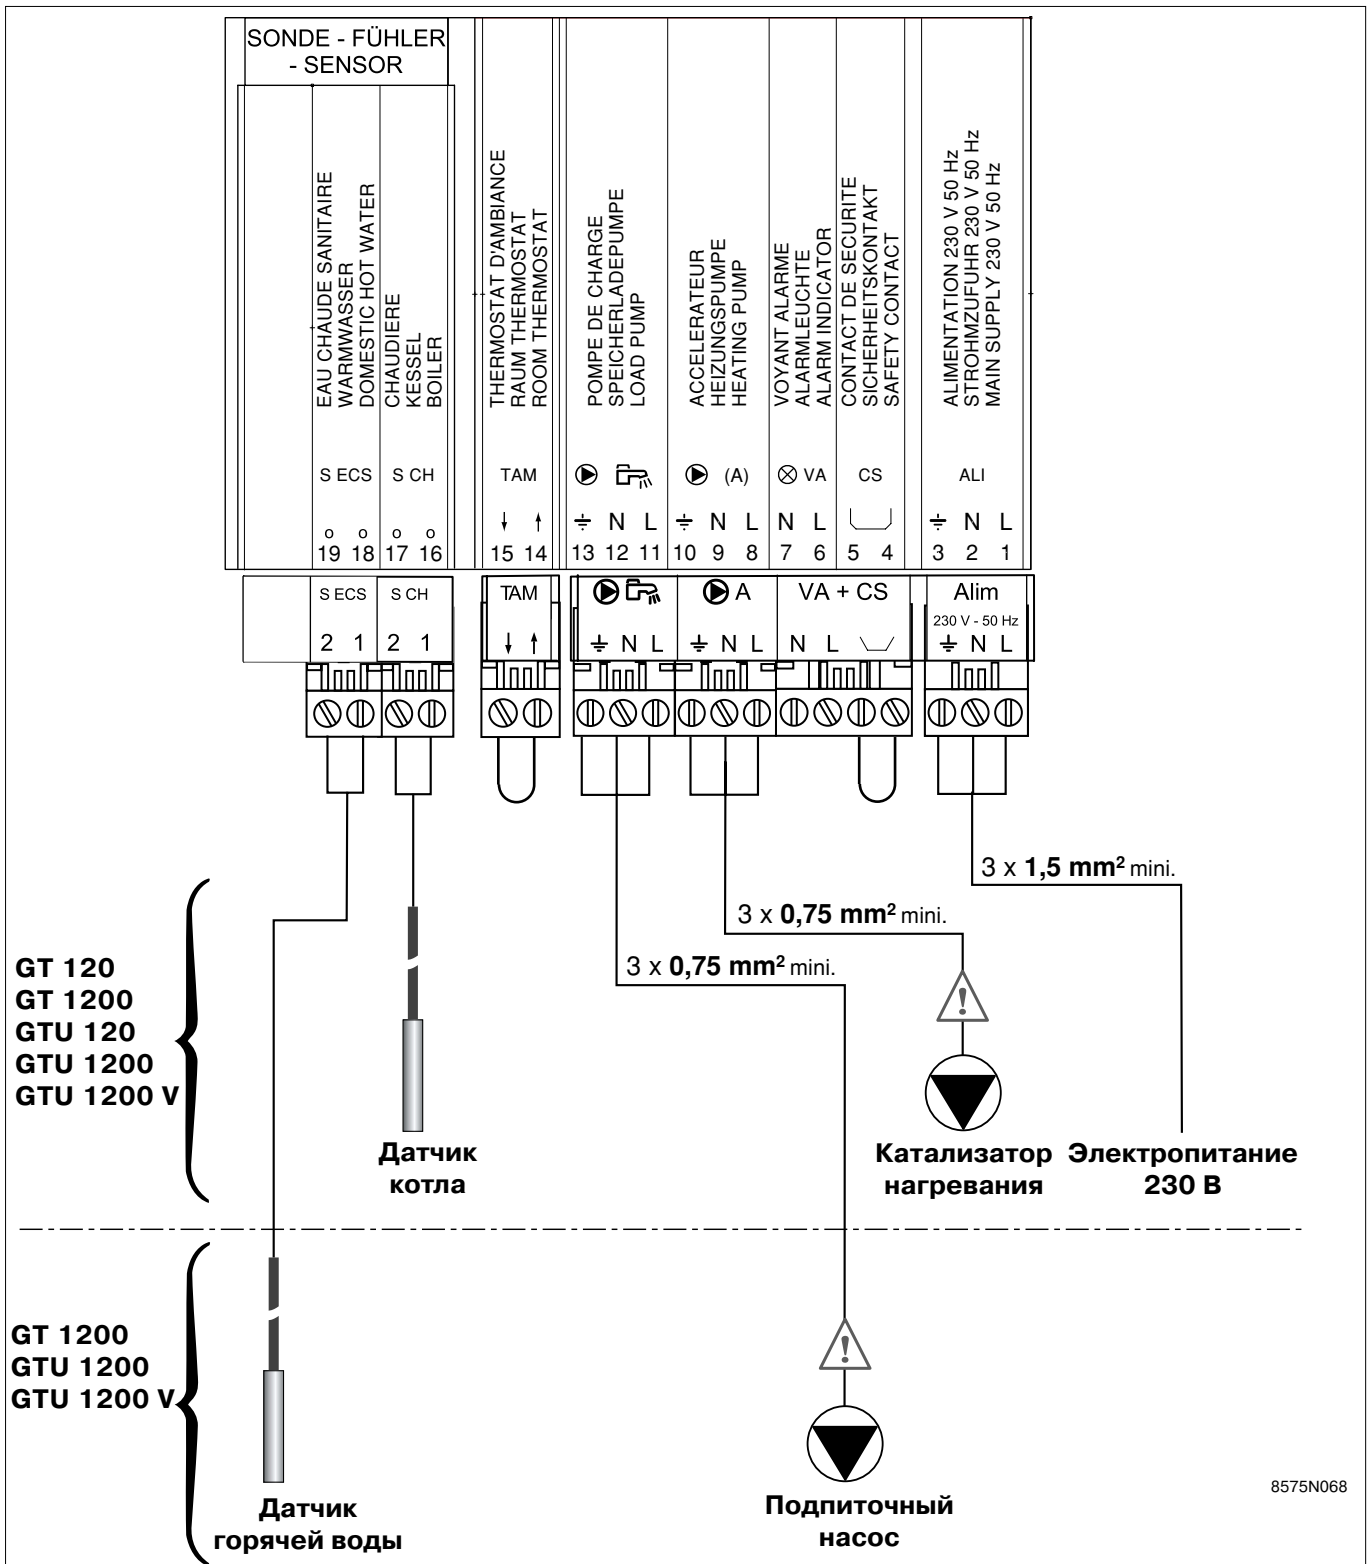 SONDE - FÜHLER
- SENSOR
EAU CHAUDE SANITAIRE
WARMWASSER
DOMESTIC HOT WATER
CHAUDIERE
KESSEL
BOILER
THERMOSTAT D'AMBIANCE
RAUM THERMOSTAT
ROOM THERMOSTAT
POMPE DE CHARGE
SPEICHERLADEPUMPE
LOAD PUMP
ACCELERATEUR
HEIZUNGSPUMPE
HEATING PUMP
VOYANT ALARME
ALARMLEUCHTE
ALARM INDICATOR
CONTACT DE SECURITE
SICHERHEITSKONTAKT
SAFETY CONTACT
ALIMENTATION 230 V 50 Hz
STROHMZUFUHR 230 V 50 Hz
MAIN SUPPLY 230 V 50 Hz
S ECS S CH TAM (A) VA CS ALI
N L N L N L N L
19 18 17 16 15 14 13 12 11 10 9 8 7 6 5 4 3 2 1
S ECS S CH TAM A VA + CS Alim
230 V - 50 Hz
2 1 2 1 N L N L N L N L
3 x 1,5 mm² mini.
3 x 0,75 mm² mini.
3 x 0,75 mm² mini.
GT 120
GT 1200
GTU 120
GTU 1200
GTU 1200 V
Датчик
котла
Катализатор
нагревания
Электропитание
230 В
GT 1200
GTU 1200
GTU 1200 V
Датчик
горячей воды
Подпиточный
насос
8575N068